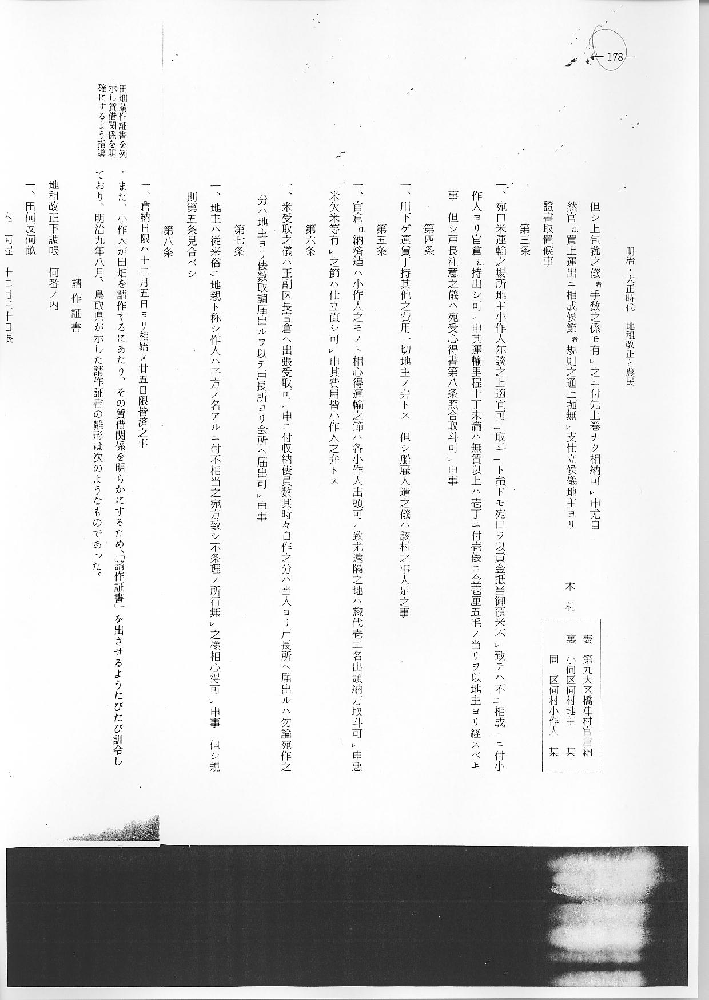 — 178 —
明治・大正時代　地租改正と農民
但シ上包菰之儀者手数之係モ有レ之ニ付先上巻ナク相納可レ申尤自
然官江買上運出ニ相成候節者規則之通上菰無レ支仕立候儀地主ヨリ
證書取置候事
木札
表　第九大区橋津村官倉納
裏　小何区何村地主　某
同　区何村小作人　某
第三条
一、宛口米運輸之場所地主小作人尓談之上適宜可ニ取斗一ト𧈧ドモ宛口ヲ以貢金抵当御預米不レ致テハ不ニ相成一ニ付小
作人ヨリ官倉江持出シ可レ申其運輸里程十丁未満ハ無賃以上ハ壱丁ニ付壱俵ニ金壱厘五毛ノ当リヲ以地主ヨリ経スベキ
事　但シ戸長注意之儀ハ宛受心得書第八条照合取斗可レ申事
第四条
一、川下ゲ運賃丁持其他之費用一切地主ノ弁トス　但シ船雇人遣之儀ハ該村之事人足之事
第五条
一、官倉江納済迠ハ小作人之モノト相心得運輸之節ハ各小作人出頭可レ致尤遠隔之地ハ惣代壱二名出頭納方取斗可レ申悪
米欠米等有レ之節ハ仕立直シ可レ申其費用皆小作人之弁トス
第六条
一、米受取之儀ハ正副区長官倉ヘ出張受取可レ申ニ付収納俵員数其時々自作之分ハ当人ヨリ戸長所ヘ届出ルハ勿論宛作之
分ハ地主ヨリ俵数取調届出ルヲ以テ戸長所ヨリ会所ヘ届出可レ申事
第七条
一、地主ハ従来俗ニ地親ト称シ作人ハ子方ノ名アルニ付不相当之宛方致シ不条理ノ所行無レ之様相心得可レ申事　但シ規
則第五条見合ベシ
第八条
一、倉納日限ハ十二月五日ヨリ相始メ廿五日限皆済之事
田畑請作証書を例
示し賃借関係を明
確にするよう指導
また、小作人が田畑を請作するにあたり、その賃借関係を明らかにするため、「請作証書」を出させるようたびたび訓令し
ており、明治九年八月、鳥取県が示した請作証書の雛形は次のようなものであった。
請作証書
地租改正下調帳　何番ノ内
一、田何反何畝
内　何程　十二月三十日限